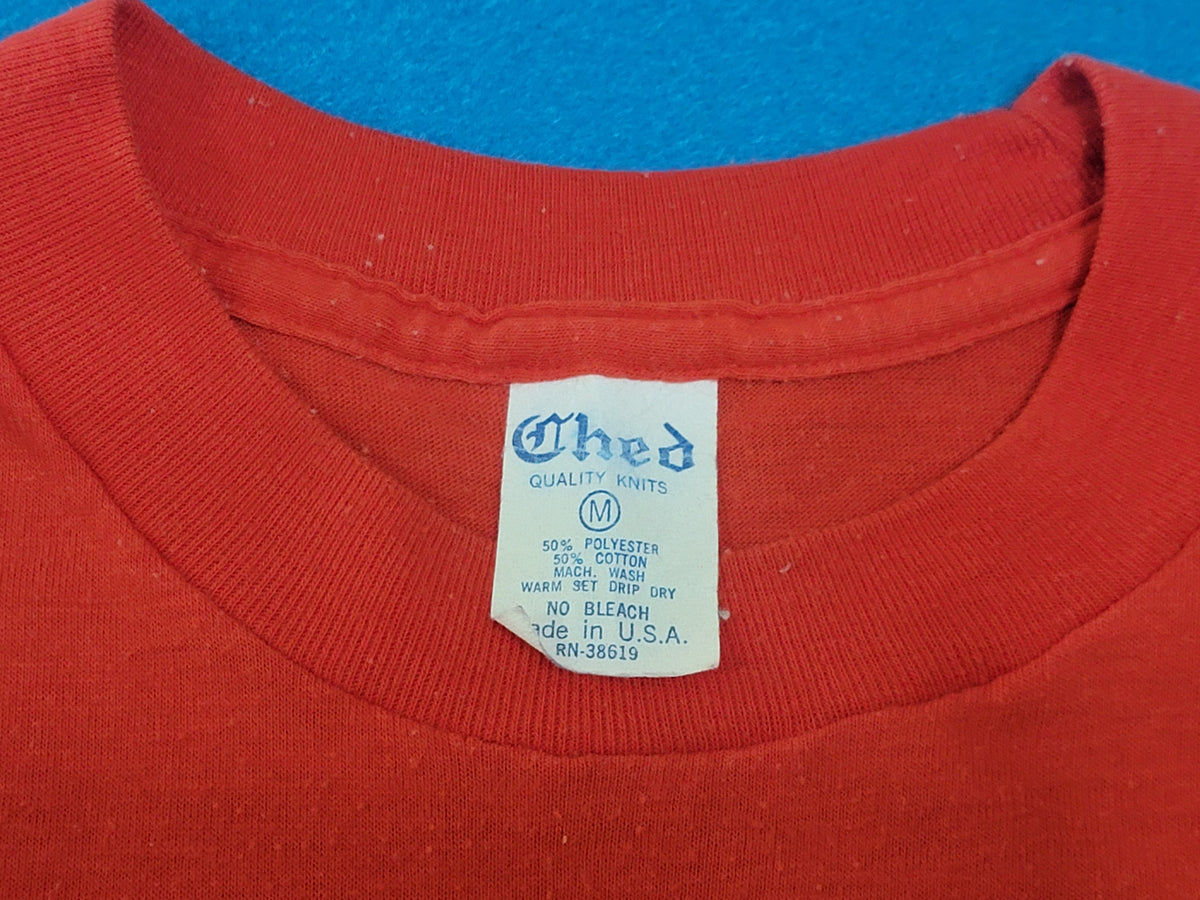 Ched
QUALITY KNITS
M
50% POLYESTER
50% COTTON
MACH. WASH
WARM SET DRIP DRY
NO BLEACH
ade in U.S.A.
RN-38619